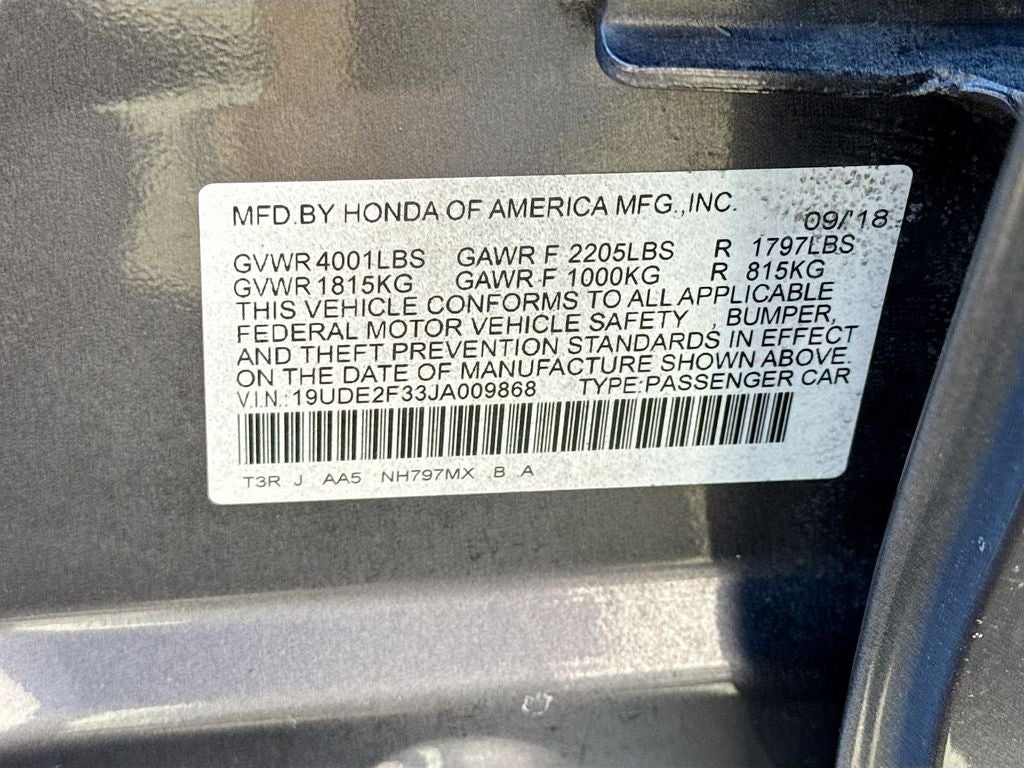 MFD.BY HONDA OF AMERICA MFG.,INC. 09/18
GVWR 4001LBS GAWR F 2205LBS R 1797LBS
GVWR 1815KG GAWR F 1000KG R 815KG
THIS VEHICLE CONFORMS TO ALL APPLICABLE
FEDERAL MOTOR VEHICLE SAFETY , BUMPER,
AND THEFT PREVENTION STANDARDS IN EFFECT
ON THE DATE OF MANUFACTURE SHOWN ABOVE.
V.I.N.:19UDE2F33JA009868 TYPE:PASSENGER CAR
T3R J AA5 NH797MX B A